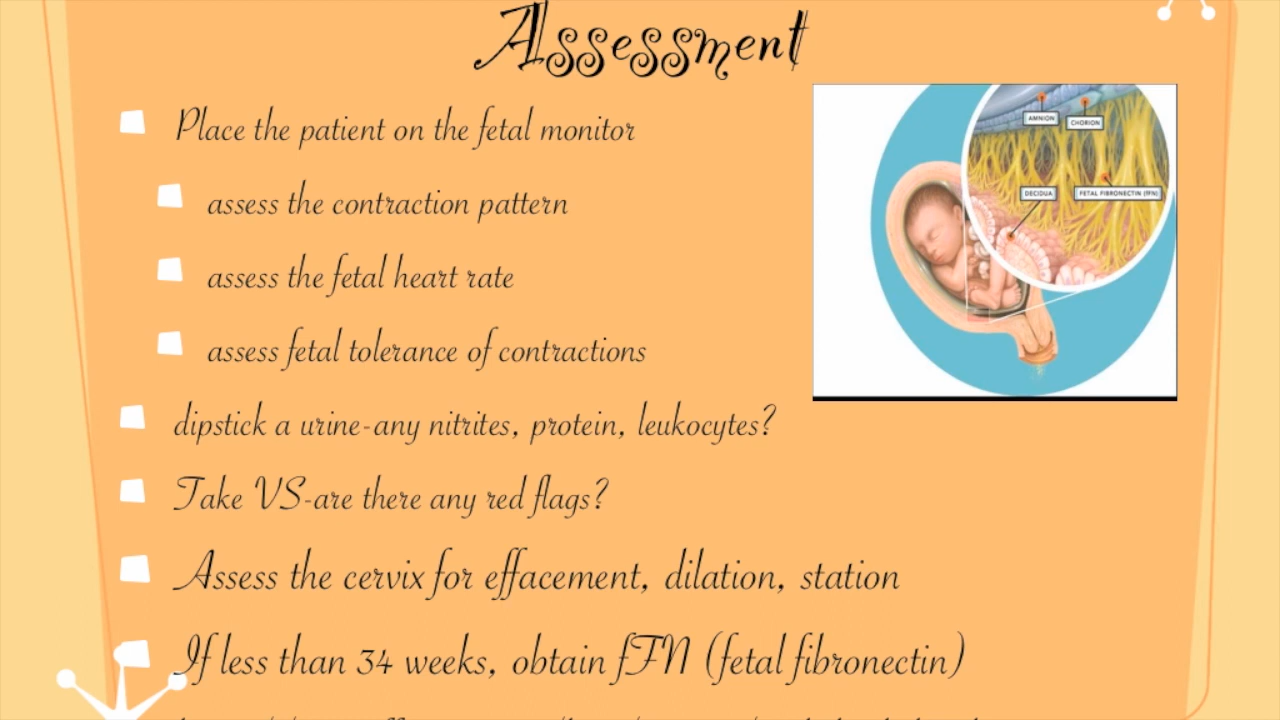 Assessment
Place the patient on the fetal monitor
assess the contraction pattern
assess the fetal heart rate
assess fetal tolerance of contractions
dipstick a urine-any nitrites, protein, leukocytes?
Take VS-are there any red flags?
Assess the cervix for effacement, dilation, station
If less than 34 weeks, obtain fFN (fetal fibronectin)
AMNION
CHORION
DECIDUA
FETAL FIBRONECTIN (fFN)